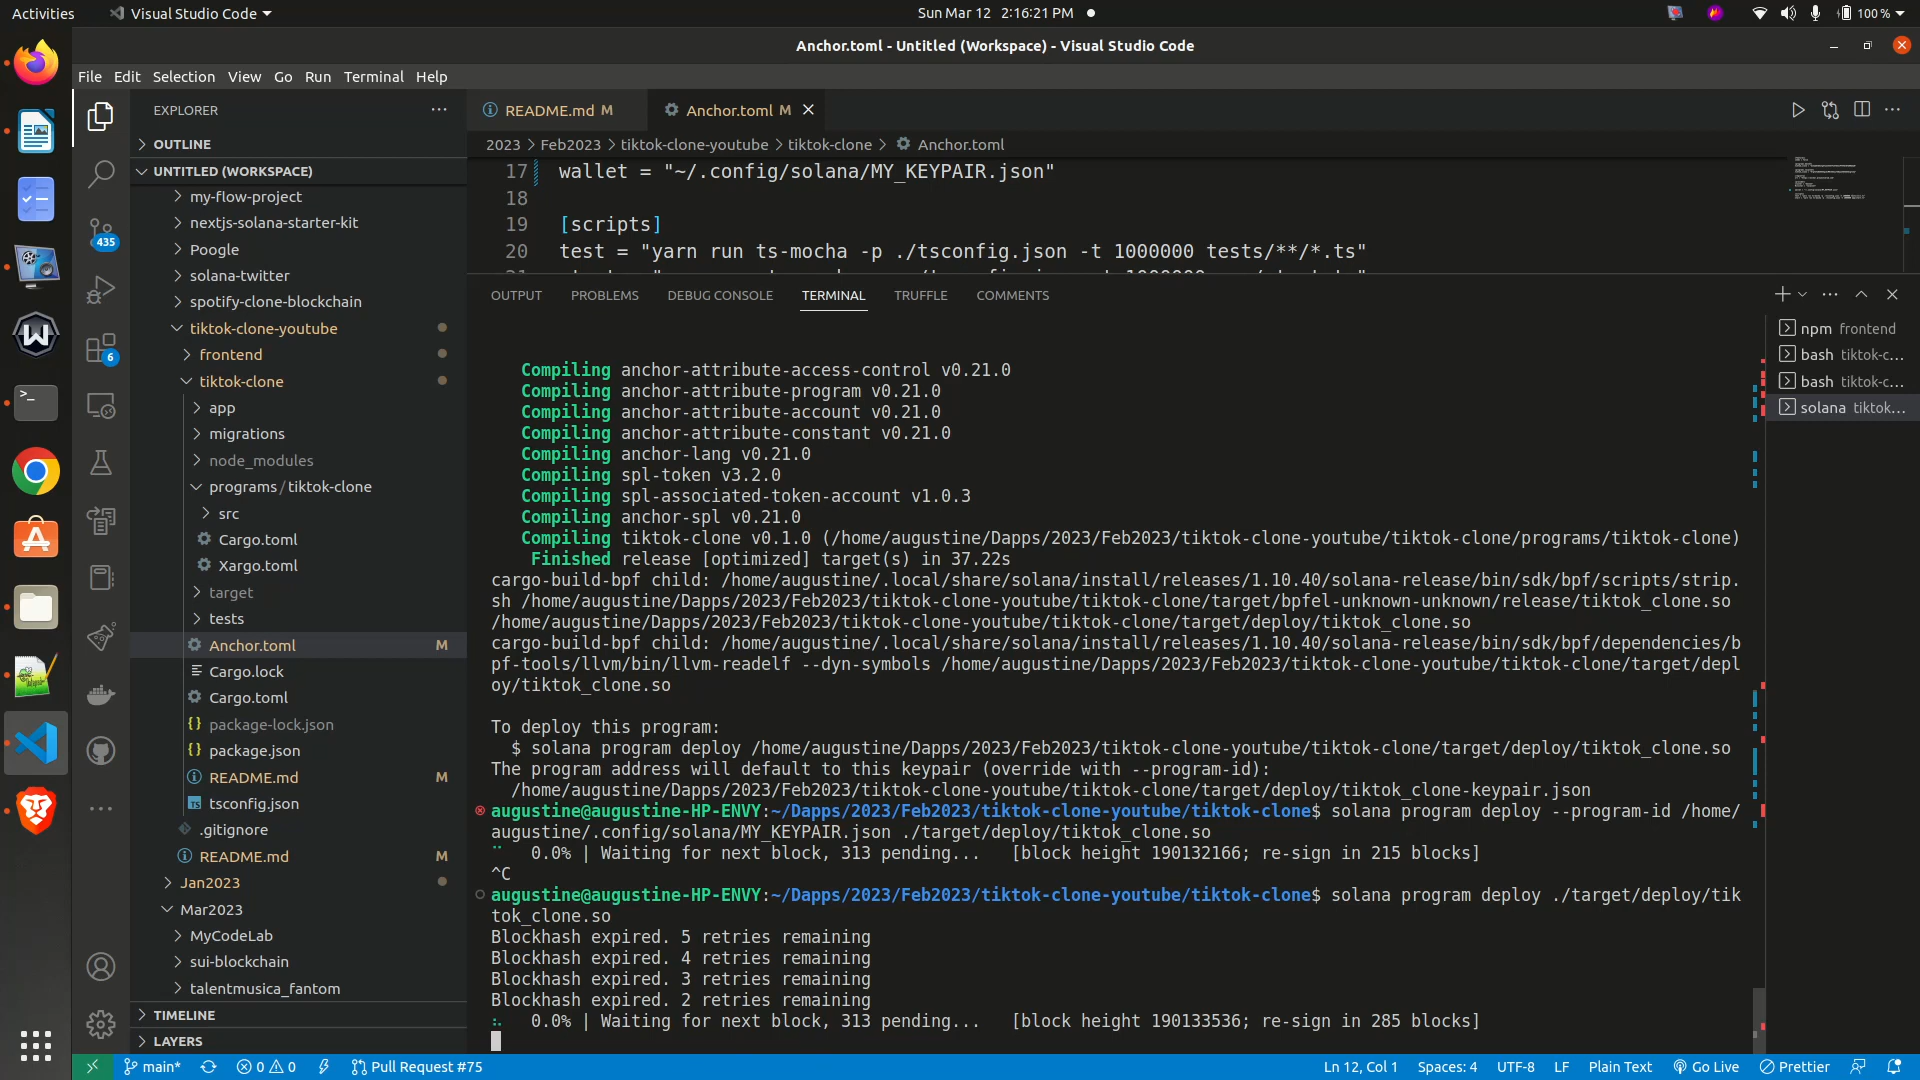 Activities
Visual Studio Code
Sun Mar 12 2:16:21 PM
100 %
Anchor.toml - Untitled (Workspace) - Visual Studio Code
File Edit Selection View Go Run Terminal Help
EXPLORER
OUTLINE
UNTITLED (WORKSPACE)
my-flow-project
nextjs-solana-starter-kit
Poogle
solana-twitter
spotify-clone-blockchain
tiktok-clone-youtube
frontend
tiktok-clone
app
migrations
node_modules
programs/tiktok-clone
src
Cargo.toml
Xargo.toml
target
tests
Anchor.toml M
Cargo.lock
Cargo.toml
package-lock.json
package.json
README.md M
tsconfig.json
.gitignore
README.md M
Jan2023
Mar2023
MyCodeLab
sui-blockchain
talentmusica_fantom
TIMELINE
LAYERS
435
6
README.md M
Anchor.toml M
2023 > Feb2023 > tiktok-clone-youtube > tiktok-clone > Anchor.toml
17 wallet = "~/.config/solana/MY_KEYPAIR.json"
18
19 [scripts]
20 test = "yarn run ts-mocha -p ./tsconfig.json -t 1000000 tests/**/*.ts"
OUTPUT PROBLEMS DEBUG CONSOLE TERMINAL TRUFFLE COMMENTS
Compiling anchor-attribute-access-control v0.21.0
Compiling anchor-attribute-program v0.21.0
Compiling anchor-attribute-account v0.21.0
Compiling anchor-attribute-constant v0.21.0
Compiling anchor-lang v0.21.0
Compiling spl-token v3.2.0
Compiling spl-associated-token-account v1.0.3
Compiling anchor-spl v0.21.0
Compiling tiktok-clone v0.1.0 (/home/augustine/Dapps/2023/Feb2023/tiktok-clone-youtube/tiktok-clone/programs/tiktok-clone)
Finished release [optimized] target(s) in 37.22s
cargo-build-bpf child: /home/augustine/.local/share/solana/install/releases/1.10.40/solana-release/bin/sdk/bpf/scripts/strip.
sh /home/augustine/Dapps/2023/Feb2023/tiktok-clone-youtube/tiktok-clone/target/bpfel-unknown-unknown/release/tiktok_clone.so
/home/augustine/Dapps/2023/Feb2023/tiktok-clone-youtube/tiktok-clone/target/deploy/tiktok_clone.so
cargo-build-bpf child: /home/augustine/.local/share/solana/install/releases/1.10.40/solana-release/bin/sdk/bpf/dependencies/b
pf-tools/llvm/bin/llvm-readelf --dyn-symbols /home/augustine/Dapps/2023/Feb2023/tiktok-clone-youtube/tiktok-clone/target/depl
oy/tiktok_clone.so
To deploy this program:
$ solana program deploy /home/augustine/Dapps/2023/Feb2023/tiktok-clone-youtube/tiktok-clone/target/deploy/tiktok_clone.so
The program address will default to this keypair (override with --program-id):
/home/augustine/Dapps/2023/Feb2023/tiktok-clone-youtube/tiktok-clone/target/deploy/tiktok_clone-keypair.json
augustine@augustine-HP-ENVY:~/Dapps/2023/Feb2023/tiktok-clone-youtube/tiktok-clone$ solana program deploy --program-id /home/
augustine/.config/solana/MY_KEYPAIR.json ./target/deploy/tiktok_clone.so
0.0% | Waiting for next block, 313 pending... [block height 190132166; re-sign in 215 blocks]
^C
augustine@augustine-HP-ENVY:~/Dapps/2023/Feb2023/tiktok-clone-youtube/tiktok-clone$ solana program deploy ./target/deploy/tik
tok_clone.so
Blockhash expired. 5 retries remaining
Blockhash expired. 4 retries remaining
Blockhash expired. 3 retries remaining
Blockhash expired. 2 retries remaining
0.0% | Waiting for next block, 313 pending... [block height 190133536; re-sign in 285 blocks]
npm frontend
bash tiktok-c...
bash tiktok-c...
solana tiktok...
main*
0 0
Pull Request #75
Ln 12, Col 1
Spaces: 4
UTF-8
LF
Plain Text
Go Live
Prettier